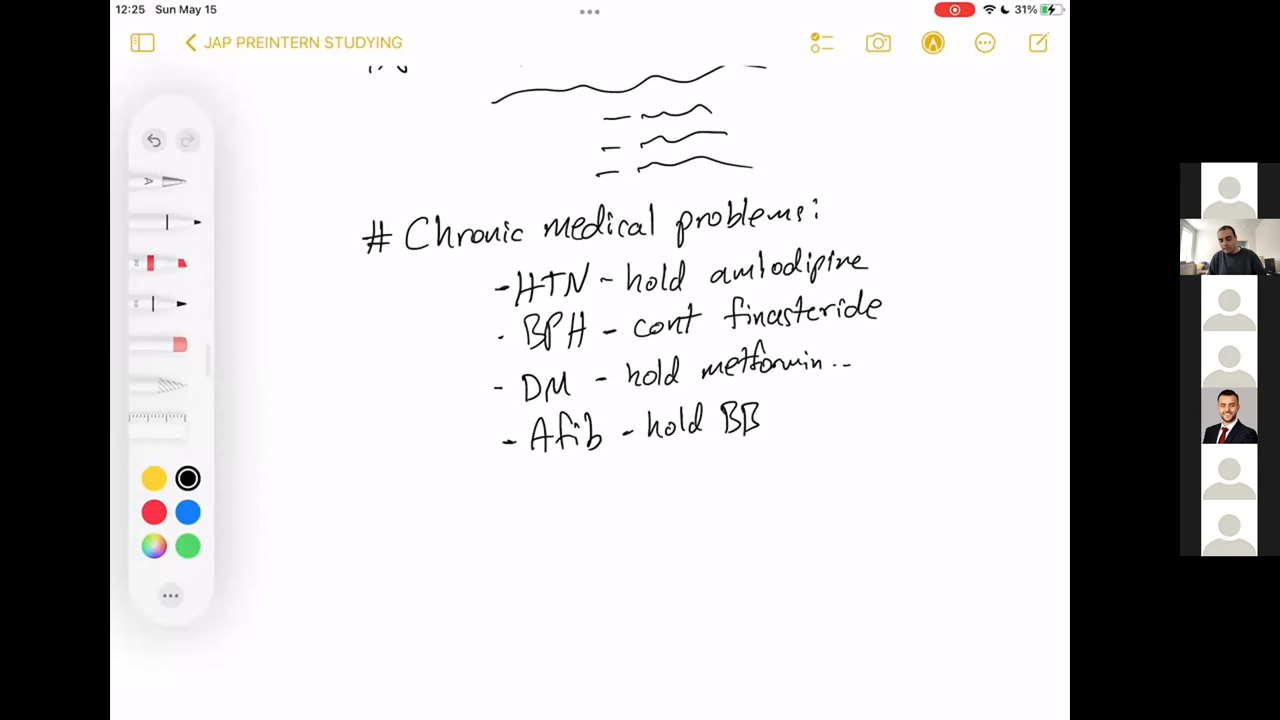 12:25 Sun May 15
31%
JAP PREINTERN STUDYING
# Chronic medical problems:
- HTN - hold amlodipine
- BPH - cont finasteride
- DM - hold metformin..
- Afib - hold BB